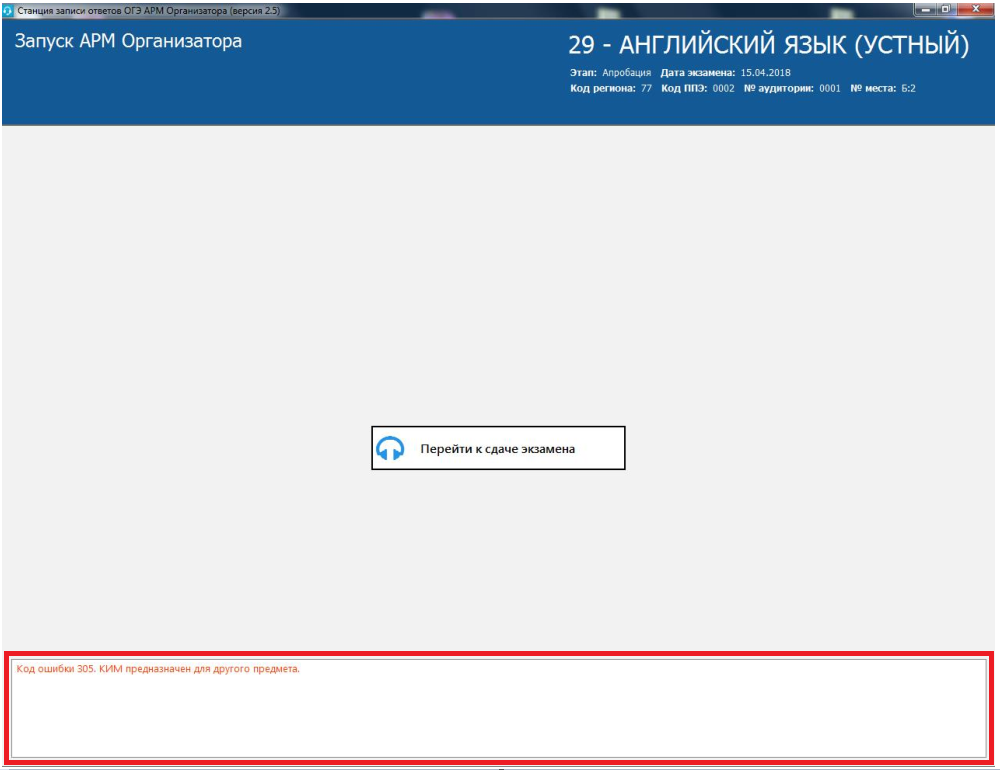 Станция записи ответов ОГЭ АРМ Организатора (версия 2.5)
Запуск АРМ Организатора
29 - АНГЛИЙСКИЙ ЯЗЫК (УСТНЫЙ)
Этап: Апробация Дата экзамена: 15.04.2018
Код региона: 77 Код ППЭ: 0002 № аудитории: 0001 № места: Б:2
Перейти к сдаче экзамена
Код ошибки 305. КИМ предназначен для другого предмета.